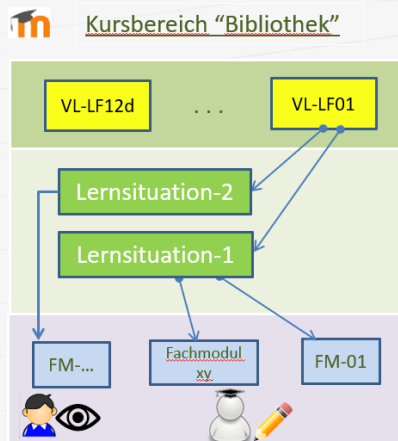 Kursbereich “Bibliothek”
VL-LF12d
. . .
VL-LF01
Lernsituation-2
Lernsituation-1
FM-...
Fachmodul
xy
FM-01